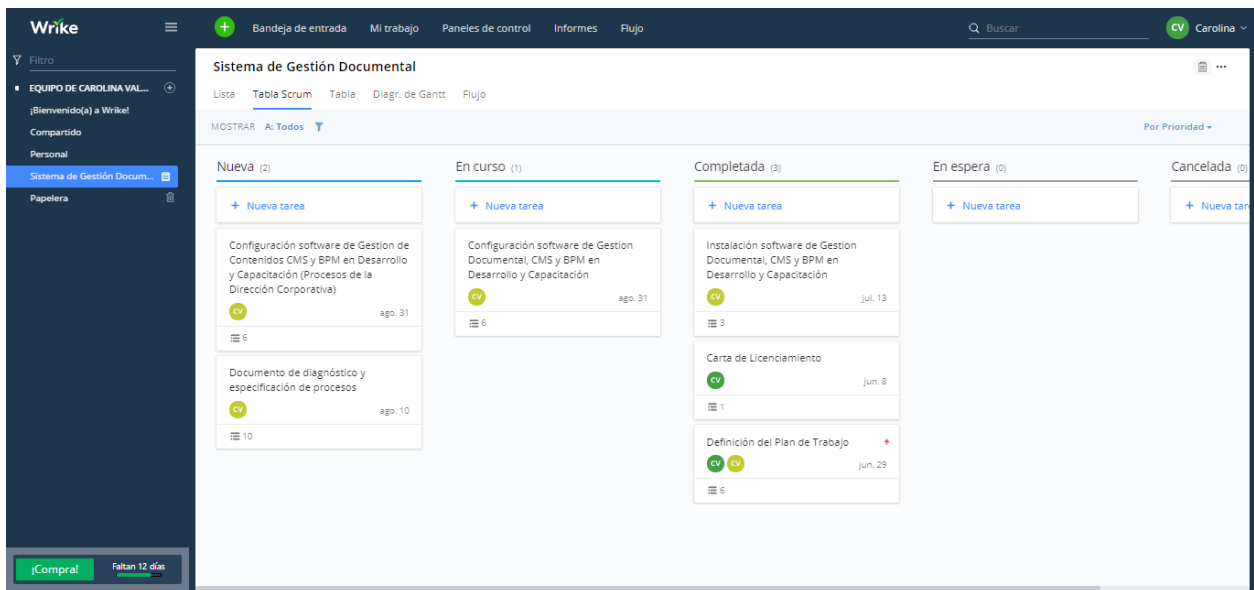 Wrike
Bandeja de entrada Mi trabajo Paneles de control Informes Flujo
Buscar
CV Carolina
Filtro
EQUIPO DE CAROLINA VAL...
¡Bienvenido(a) a Wrike!
Compartido
Personal
Sistema de Gestión Docum...
Papelera
¡Compra!
Faltan 12 días
Sistema de Gestión Documental
Lista Tabla Scrum Tabla Diagr. de Gantt Flujo
MOSTRAR A: Todos
Por Prioridad
Nueva (2)
+ Nueva tarea
Configuración software de Gestion de
Contenidos CMS y BPM en Desarrollo
y Capacitación (Procesos de la
Dirección Corporativa)
CV ago. 31
6
Documento de diagnóstico y
especificación de procesos
CV ago. 10
10
En curso (1)
+ Nueva tarea
Configuración software de Gestion
Documental, CMS y BPM en
Desarrollo y Capacitación
CV ago. 31
6
Completada (3)
+ Nueva tarea
Instalación software de Gestion
Documental, CMS y BPM en
Desarrollo y Capacitación
CV jul. 13
3
Carta de Licenciamiento
CV jun. 8
1
Definición del Plan de Trabajo
CV CV jun. 29
6
En espera (0)
+ Nueva tarea
Cancelada (0)
+ Nueva tar